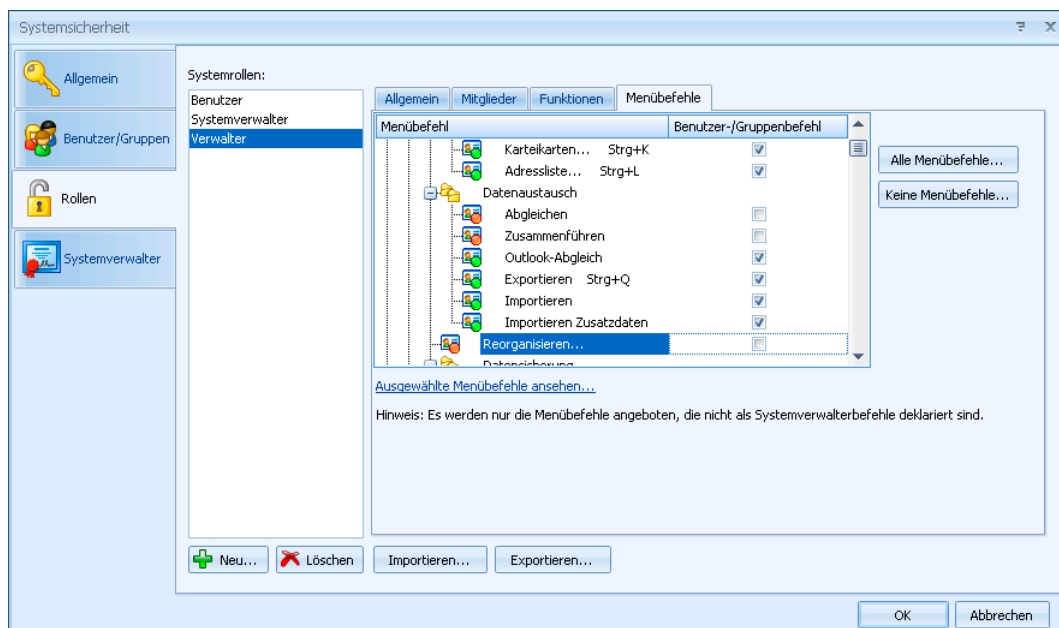 Systemsicherheit
Allgemein
Benutzer/Gruppen
Rollen
Systemverwalter
Systemrollen:
Benutzer
Systemverwalter
Verwalter
Allgemein Mitglieder Funktionen Menübefehle
Menübefehl Benutzer-/Gruppenbefehl
Karteikarten... Strg+K
Adressliste... Strg+L
Datenaustausch
Abgleichen
Zusammenführen
Outlook-Abgleich
Exportieren Strg+Q
Importieren
Importieren Zusatzdaten
Reorganisieren...
Datensicherung
Alle Menübefehle...
Keine Menübefehle...
Ausgewählte Menübefehle ansehen...
Hinweis: Es werden nur die Menübefehle angeboten, die nicht als Systemverwalterbefehle deklariert sind.
Neu... Löschen Importieren... Exportieren...
OK Abbrechen